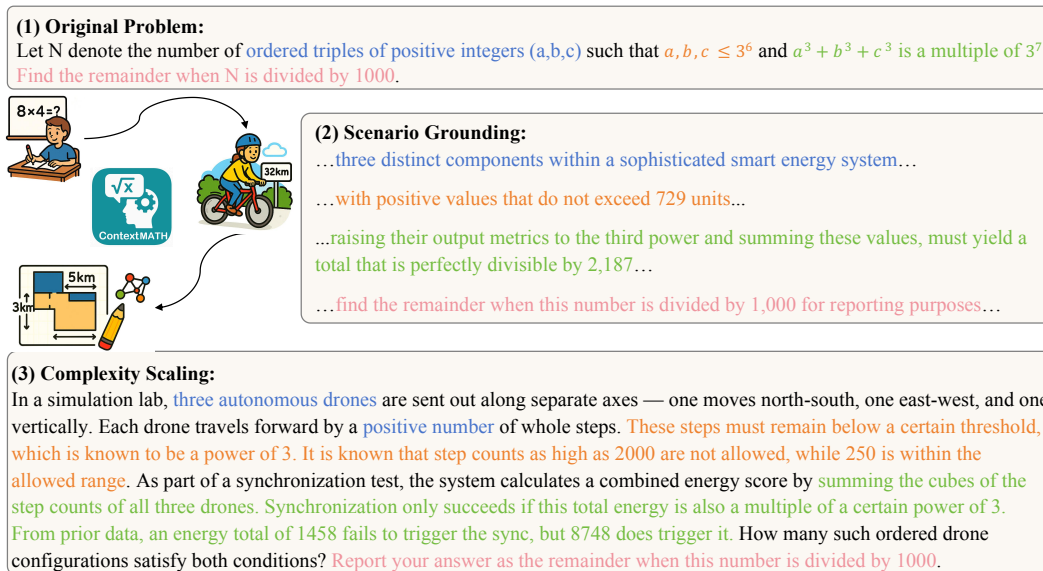 (1) Original Problem:
Let N denote the number of ordered triples of positive integers (a,b,c) such that a, b, c ≤ 3⁶ and a³ + b³ + c³ is a multiple of 3⁷
Find the remainder when N is divided by 1000.
8×4=?
32km
√x
ContextMATH
5km
3km
(2) Scenario Grounding:
…three distinct components within a sophisticated smart energy system…
…with positive values that do not exceed 729 units...
...raising their output metrics to the third power and summing these values, must yield a
total that is perfectly divisible by 2,187…
…find the remainder when this number is divided by 1,000 for reporting purposes…
(3) Complexity Scaling:
In a simulation lab, three autonomous drones are sent out along separate axes — one moves north-south, one east-west, and one
vertically. Each drone travels forward by a positive number of whole steps. These steps must remain below a certain threshold,
which is known to be a power of 3. It is known that step counts as high as 2000 are not allowed, while 250 is within the
allowed range. As part of a synchronization test, the system calculates a combined energy score by summing the cubes of the
step counts of all three drones. Synchronization only succeeds if this total energy is also a multiple of a certain power of 3.
From prior data, an energy total of 1458 fails to trigger the sync, but 8748 does trigger it. How many such ordered drone
configurations satisfy both conditions? Report your answer as the remainder when this number is divided by 1000.